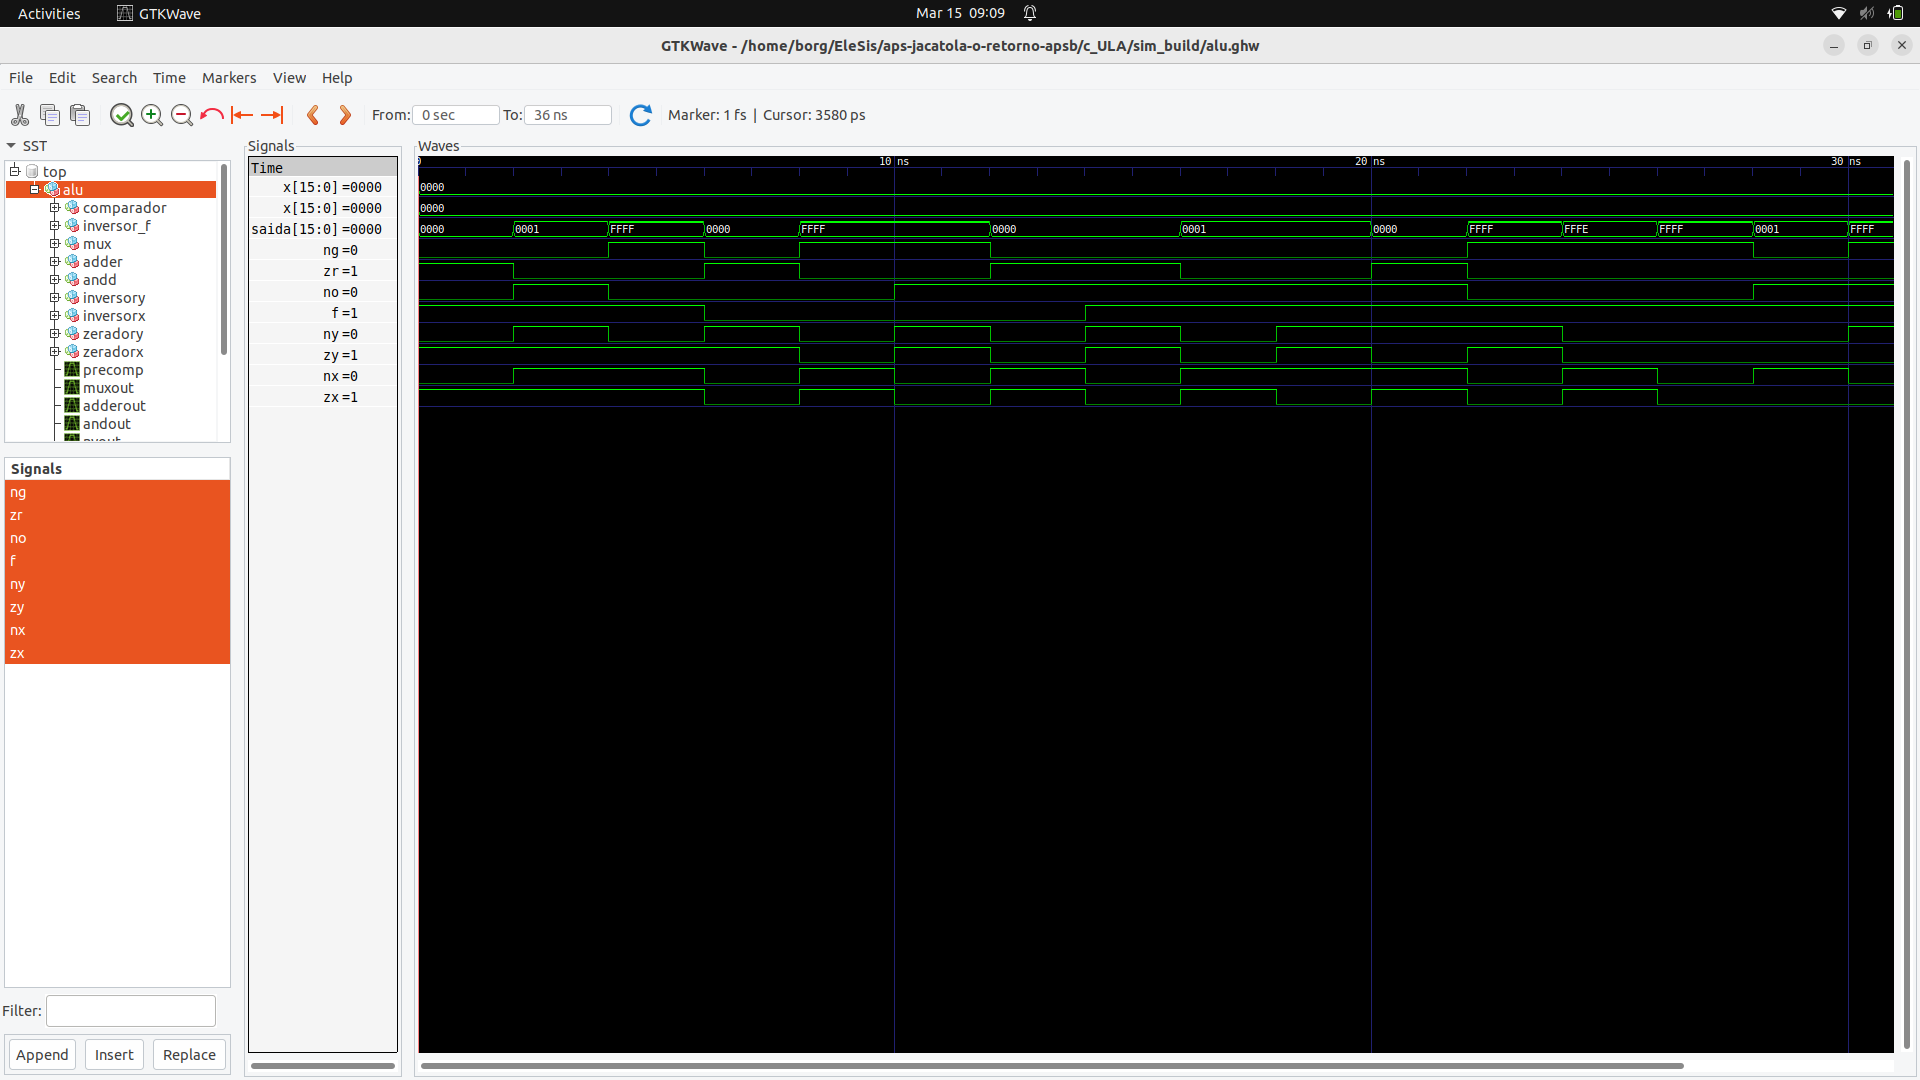 Activities GTKWave Mar 15 09:09
GTKWave - /home/borg/EleSis/aps-jacatola-o-retorno-apsb/c_ULA/sim_build/alu.ghw
File Edit Search Time Markers View Help
From: 0 sec To: 36 ns Marker: 1 fs | Cursor: 3580 ps
SST
top
alu
comparador
inversor_f
mux
adder
andd
inversory
inversorx
zeradory
zeradorx
precomp
muxout
adderout
andout
Signals
ng
zr
no
f
ny
zy
nx
zx
Filter:
Append Insert Replace
Signals
Time
x[15:0] =0000
x[15:0] =0000
saida[15:0] =0000
ng =0
zr =1
no =0
f =1
ny =0
zy =1
nx =0
zx =1
Waves
0 10 ns 20 ns 30 ns
0000
0000
0000 0001 FFFF 0000 FFFF 0000 0001 0000 FFFF FFFE FFFF 0001 FFFF